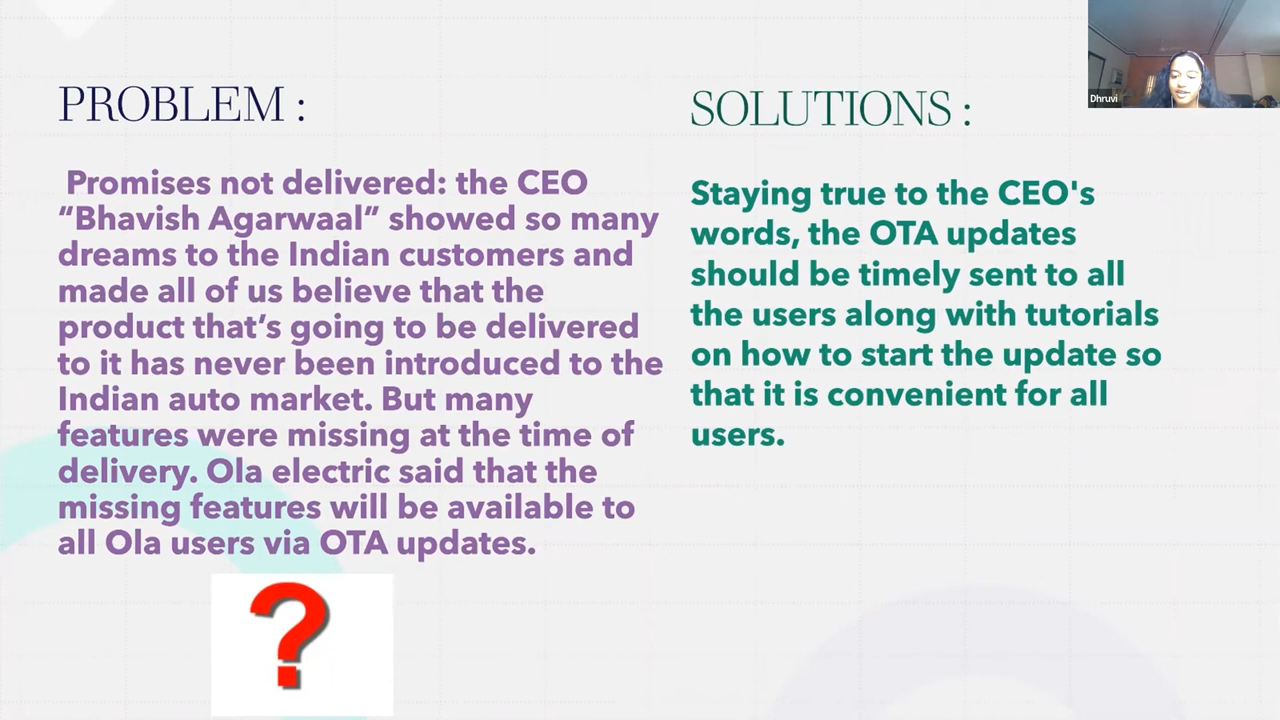 PROBLEM :
Promises not delivered: the CEO
“Bhavish Agarwaal” showed so many
dreams to the Indian customers and
made all of us believe that the
product that’s going to be delivered
to it has never been introduced to the
Indian auto market. But many
features were missing at the time of
delivery. Ola electric said that the
missing features will be available to
all Ola users via OTA updates.
?
SOLUTIONS :
Staying true to the CEO's
words, the OTA updates
should be timely sent to all
the users along with tutorials
on how to start the update so
that it is convenient for all
users.
Dhruvi